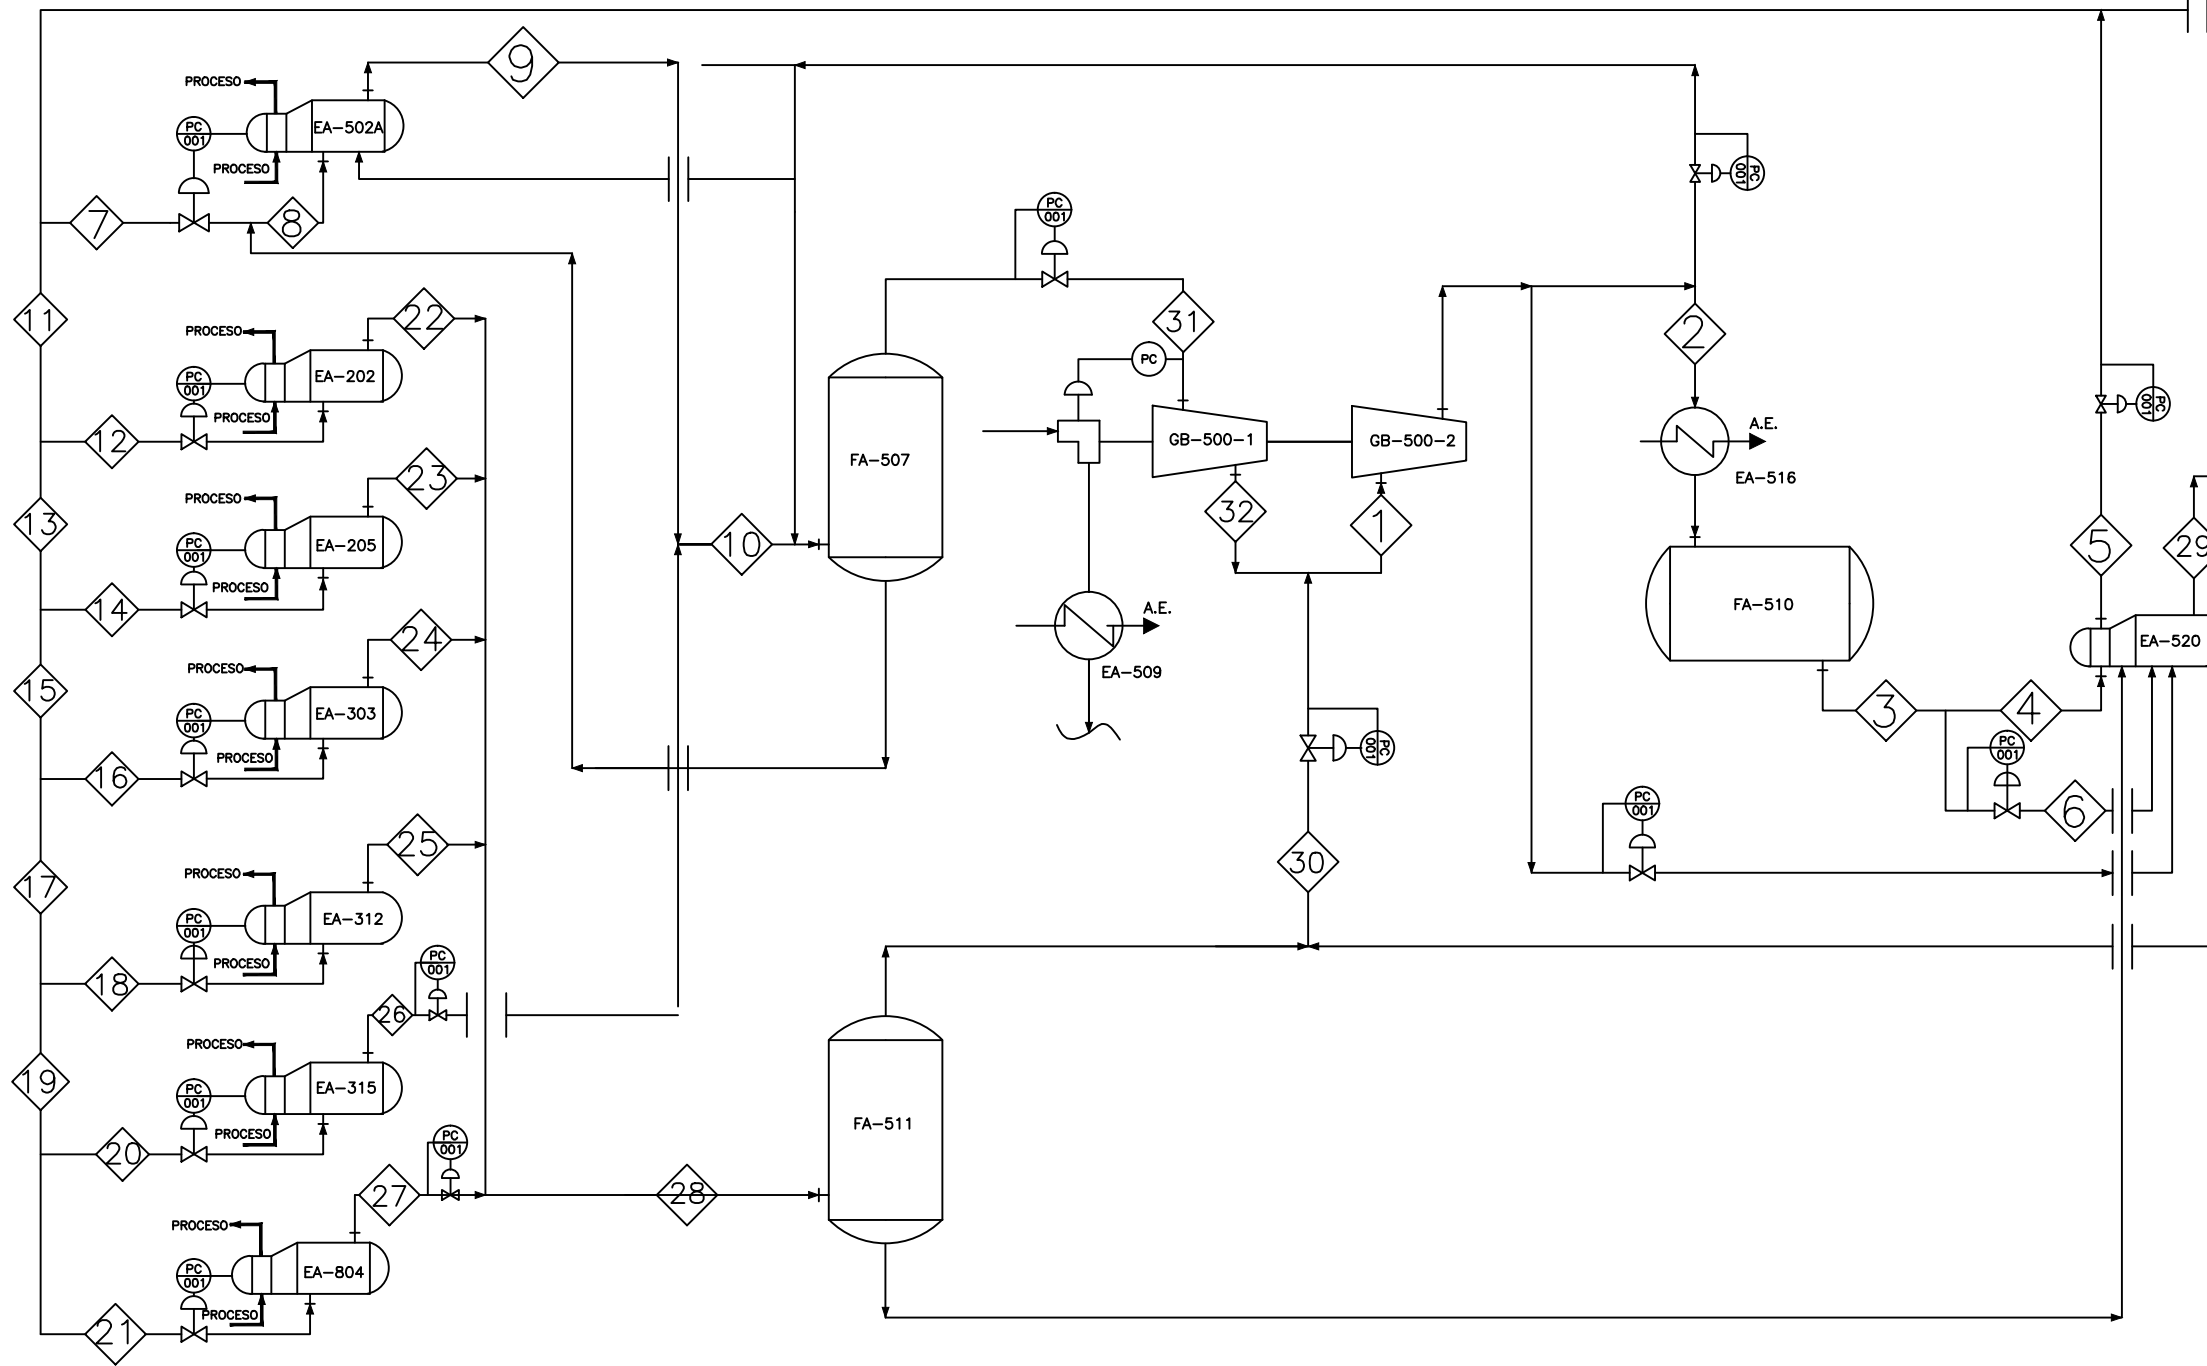 9
PROCESO
PC
001
EA-502A
PROCESO
7
8
PC
001
PC
001
11
22
PROCESO
PC
001
EA-202
PROCESO
12
31
PC
2
A.E.
EA-516
PC
001
23
PROCESO
PC
001
EA-205
PROCESO
13
14
FA-507
GB-500-1
GB-500-2
32
1
10
5
29
24
PROCESO
PC
001
EA-303
PROCESO
15
16
A.E.
EA-509
FA-510
EA-520
3
4
PC
001
PC
001
6
PC
001
25
PROCESO
PC
001
EA-312
PROCESO
17
18
30
PC
001
26
PROCESO
PC
001
EA-315
PROCESO
19
20
FA-511
PC
001
27
28
PROCESO
PC
001
EA-804
PROCESO
21